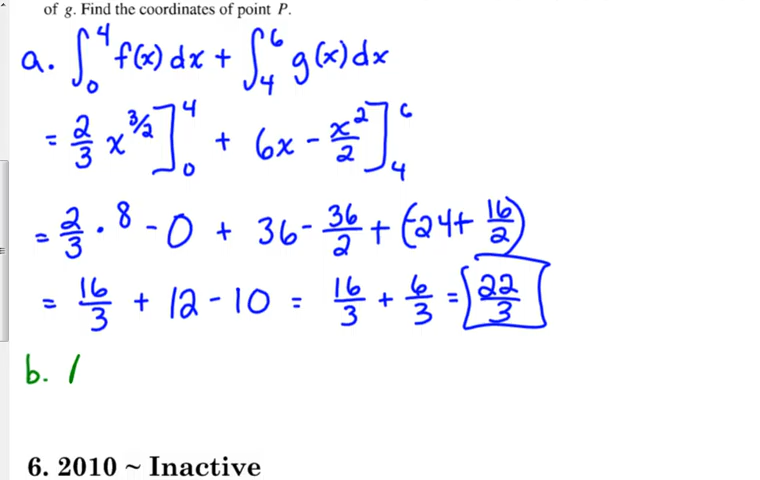 of g. Find the coordinates of point P.
a. ∫₀⁴ f(x) dx + ∫₄⁶ g(x) dx
= 2/3 x^(3/2) ]₀⁴ + 6x - x²/2 ]₄⁶
= 2/3 · 8 - 0 + 36 - 36/2 + (-24 + 16/2)
= 16/3 + 12 - 10 = 16/3 + 6/3 = 22/3
b.
6. 2010 ~ Inactive